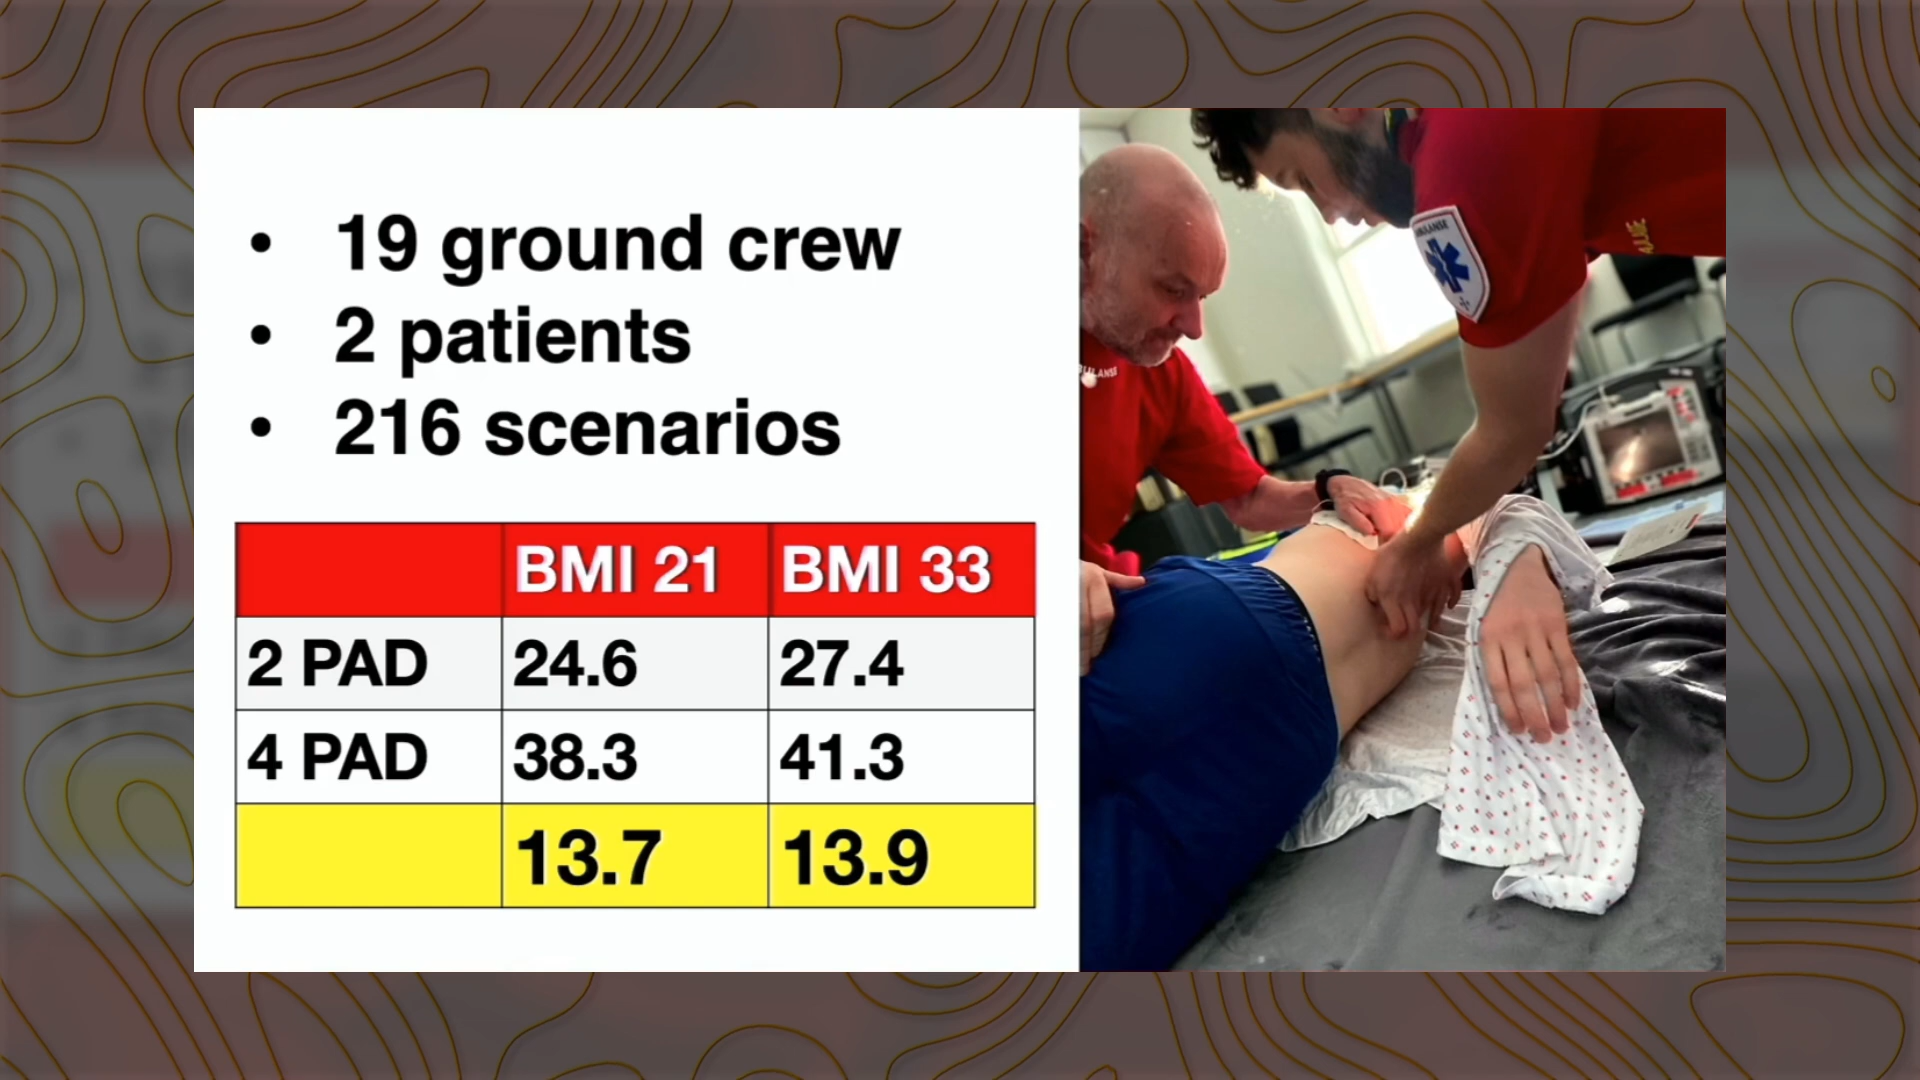 • 19 ground crew
• 2 patients
• 216 scenarios
BMI 21 BMI 33
2 PAD 24.6 27.4
4 PAD 38.3 41.3
13.7 13.9